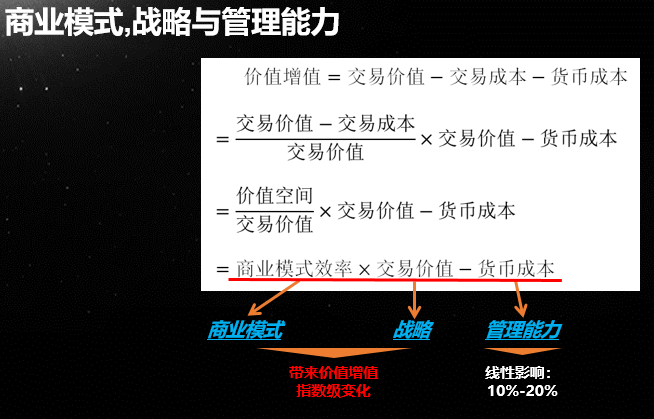 商业模式,战略与管理能力
价值增值 = 交易价值 − 交易成本 − 货币成本
= 交易价值 − 交易成本
交易价值
× 交易价值 − 货币成本
= 价值空间
交易价值
× 交易价值 − 货币成本
= 商业模式效率 × 交易价值 − 货币成本
商业模式 战略 管理能力
带来价值增值
指数级变化
线性影响：
10%-20%